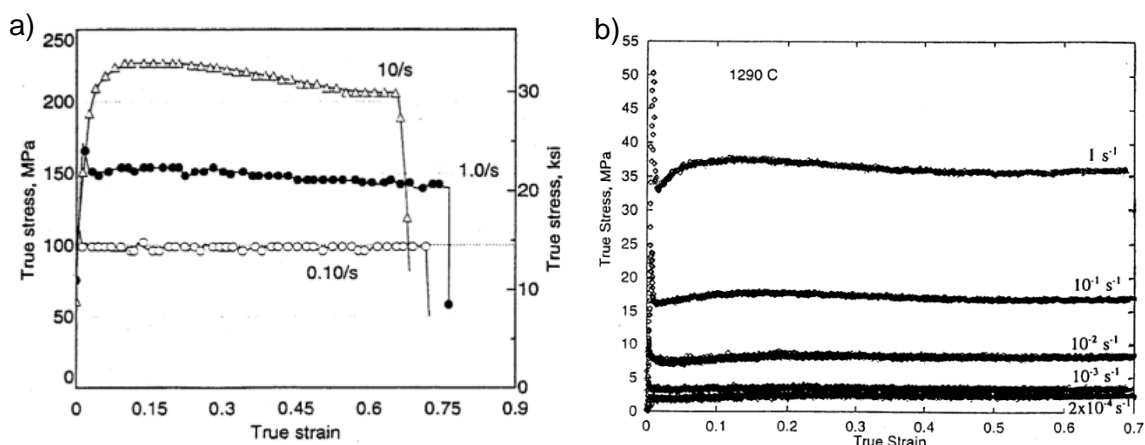 a)
250
200
150
100
50
0
True stress, MPa
10/s
1.0/s
0.10/s
30
20
10
0
True stress, ksi
0 0.15 0.3 0.45 0.6 0.75 0.9
True strain
b)
55
50
45
40
35
30
25
20
15
10
5
0
True Stress, MPa
1290 C
1 s⁻¹
10⁻¹ s⁻¹
10⁻² s⁻¹
10⁻³ s⁻¹
2x10⁻⁴ s⁻¹
0 0.1 0.2 0.3 0.4 0.5 0.6 0.7
True Strain